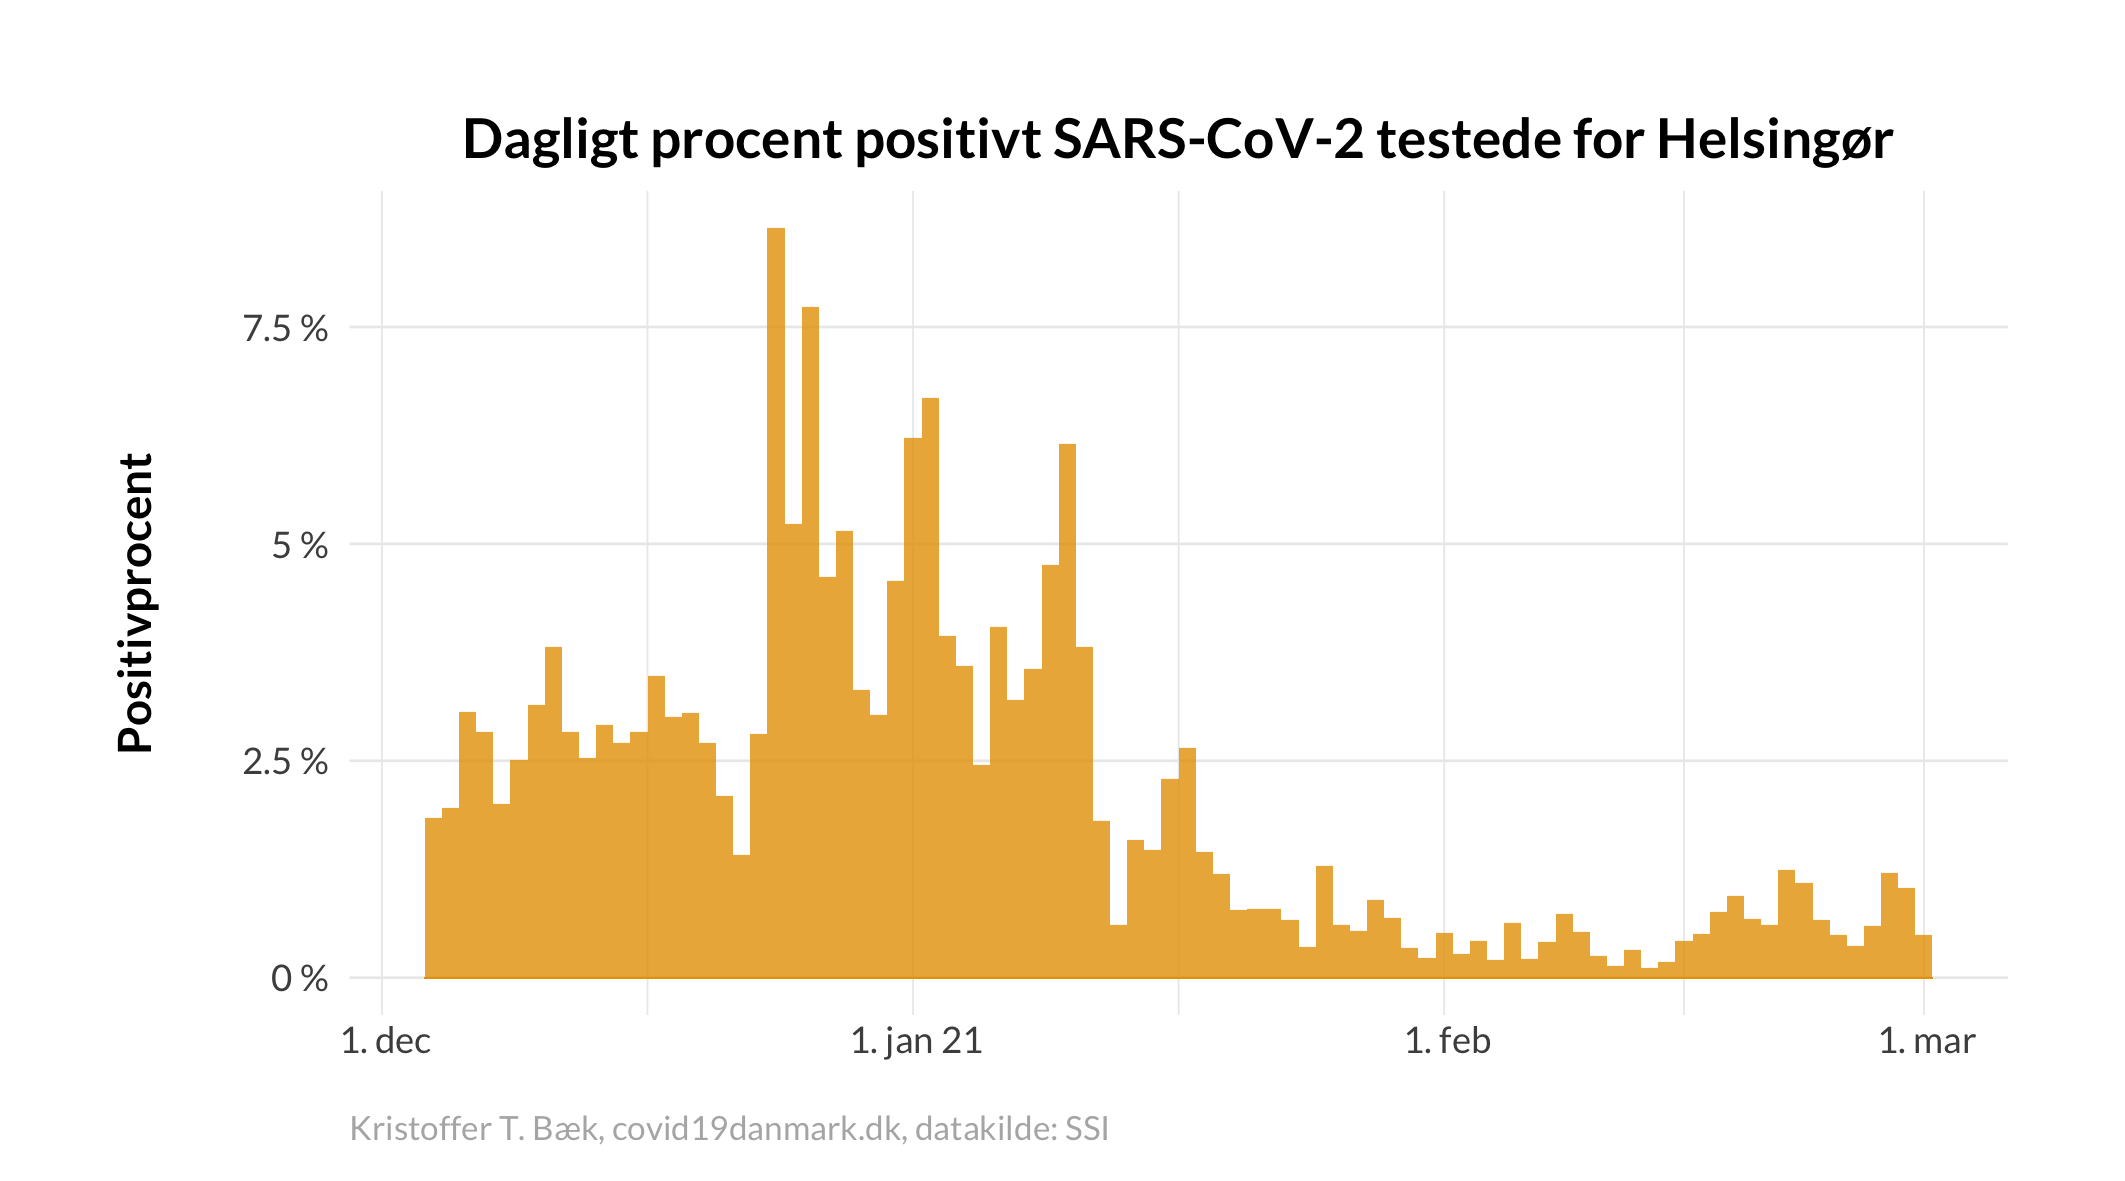 Dagligt procent positivt SARS-CoV-2 testede for Helsingør
Positivprocent
7.5 %
5 %
2.5 %
0 %
1. dec
1. jan 21
1. feb
1. mar
Kristoffer T. Bæk, covid19danmark.dk, datakilde: SSI